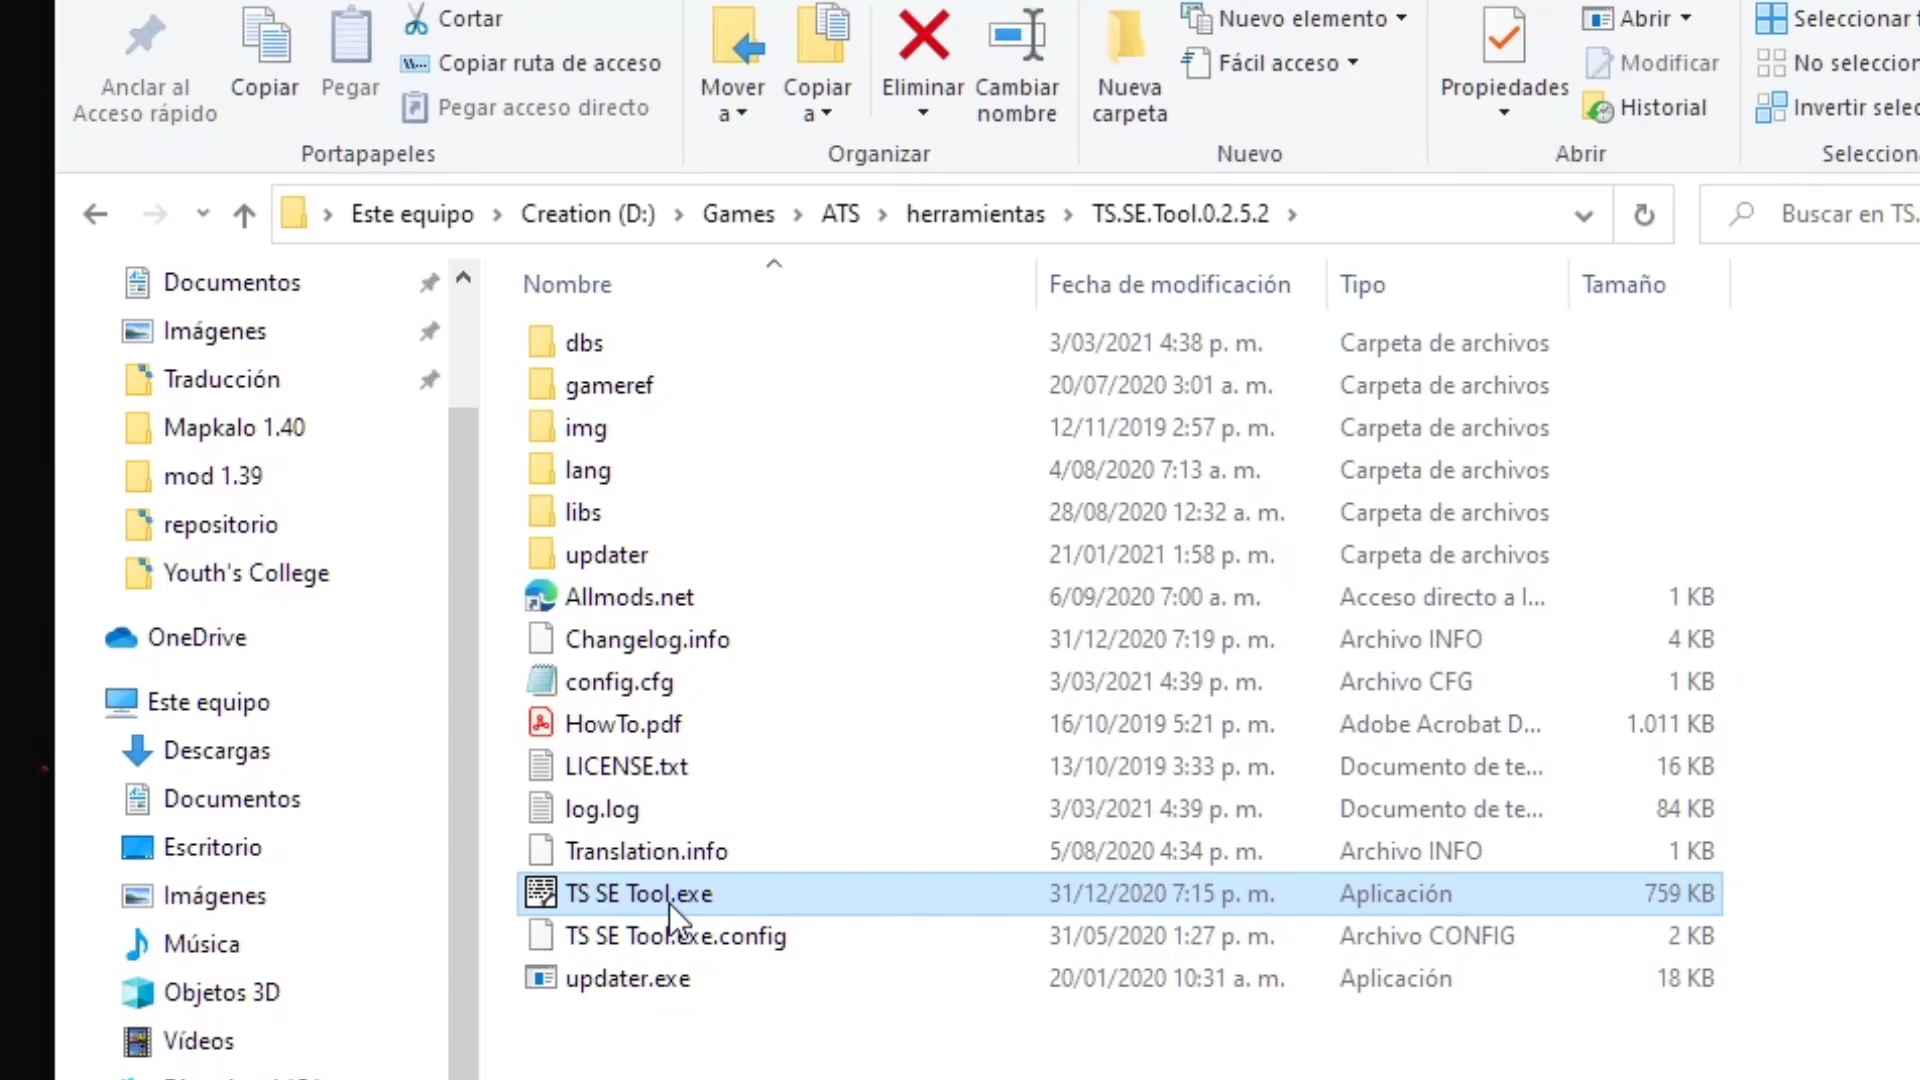 Anclar al
Acceso rápido
Copiar
Pegar
Cortar
Copiar ruta de acceso
Pegar acceso directo
Portapapeles
Mover
a
Copiar
a
Eliminar
Cambiar
nombre
Organizar
Nueva
carpeta
Nuevo elemento
Fácil acceso
Nuevo
Propiedades
Abrir
Modificar
Historial
Abrir
Seleccionar t
No seleccion
Invertir selec
Seleccion
Este equipo > Creation (D:) > Games > ATS > herramientas > TS.SE.Tool.0.2.5.2 >
Buscar en TS.
Documentos
Imágenes
Traducción
Mapkalo 1.40
mod 1.39
repositorio
Youth's College
OneDrive
Este equipo
Descargas
Documentos
Escritorio
Imágenes
Música
Objetos 3D
Vídeos
Nombre Fecha de modificación Tipo Tamaño
dbs 3/03/2021 4:38 p. m. Carpeta de archivos
gameref 20/07/2020 3:01 a. m. Carpeta de archivos
img 12/11/2019 2:57 p. m. Carpeta de archivos
lang 4/08/2020 7:13 a. m. Carpeta de archivos
libs 28/08/2020 12:32 a. m. Carpeta de archivos
updater 21/01/2021 1:58 p. m. Carpeta de archivos
Allmods.net 6/09/2020 7:00 a. m. Acceso directo a l... 1 KB
Changelog.info 31/12/2020 7:19 p. m. Archivo INFO 4 KB
config.cfg 3/03/2021 4:39 p. m. Archivo CFG 1 KB
HowTo.pdf 16/10/2019 5:21 p. m. Adobe Acrobat D... 1.011 KB
LICENSE.txt 13/10/2019 3:33 p. m. Documento de te... 16 KB
log.log 3/03/2021 4:39 p. m. Documento de te... 84 KB
Translation.info 5/08/2020 4:34 p. m. Archivo INFO 1 KB
TS SE Tool.exe 31/12/2020 7:15 p. m. Aplicación 759 KB
TS SE Tool.exe.config 31/05/2020 1:27 p. m. Archivo CONFIG 2 KB
updater.exe 20/01/2020 10:31 a. m. Aplicación 18 KB